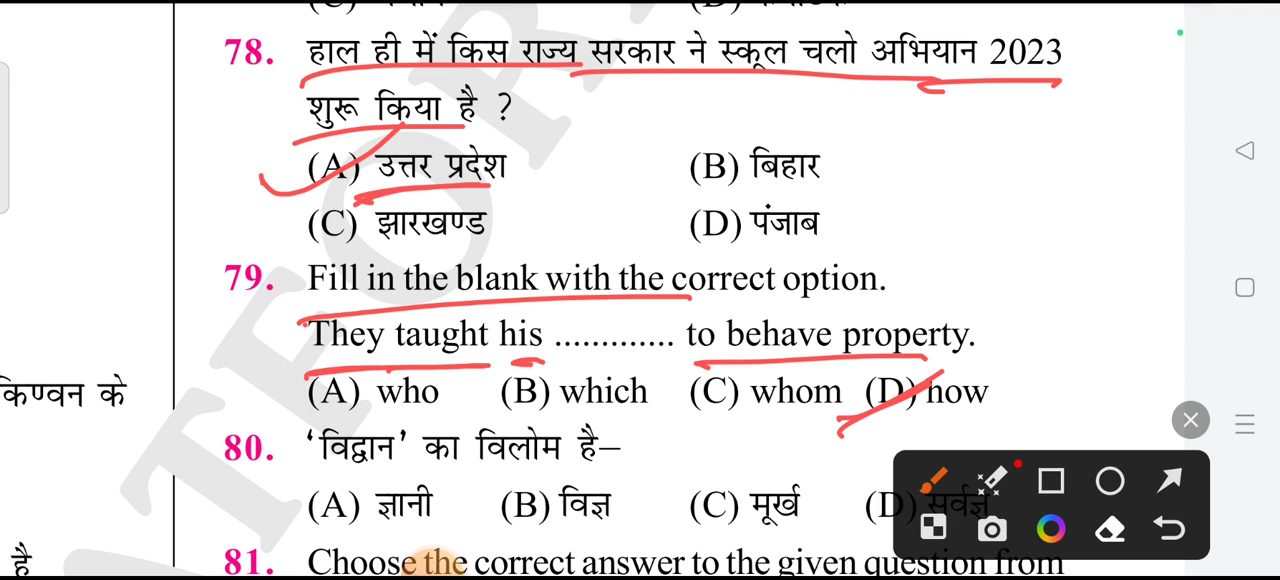 78. हाल ही में किस राज्य सरकार ने स्कूल चलो अभियान 2023
शुरू किया है ?
(A) उत्तर प्रदेश (B) बिहार
(C) झारखण्ड (D) पंजाब
79. Fill in the blank with the correct option.
They taught his ............. to behave property.
किण्वन के
(A) who (B) which (C) whom (D) how
80. ‘विद्वान’ का विलोम है–
(A) ज्ञानी (B) विज्ञ (C) मूर्ख (D) सर्वज्ञ
है
81. Choose the correct answer to the given question from